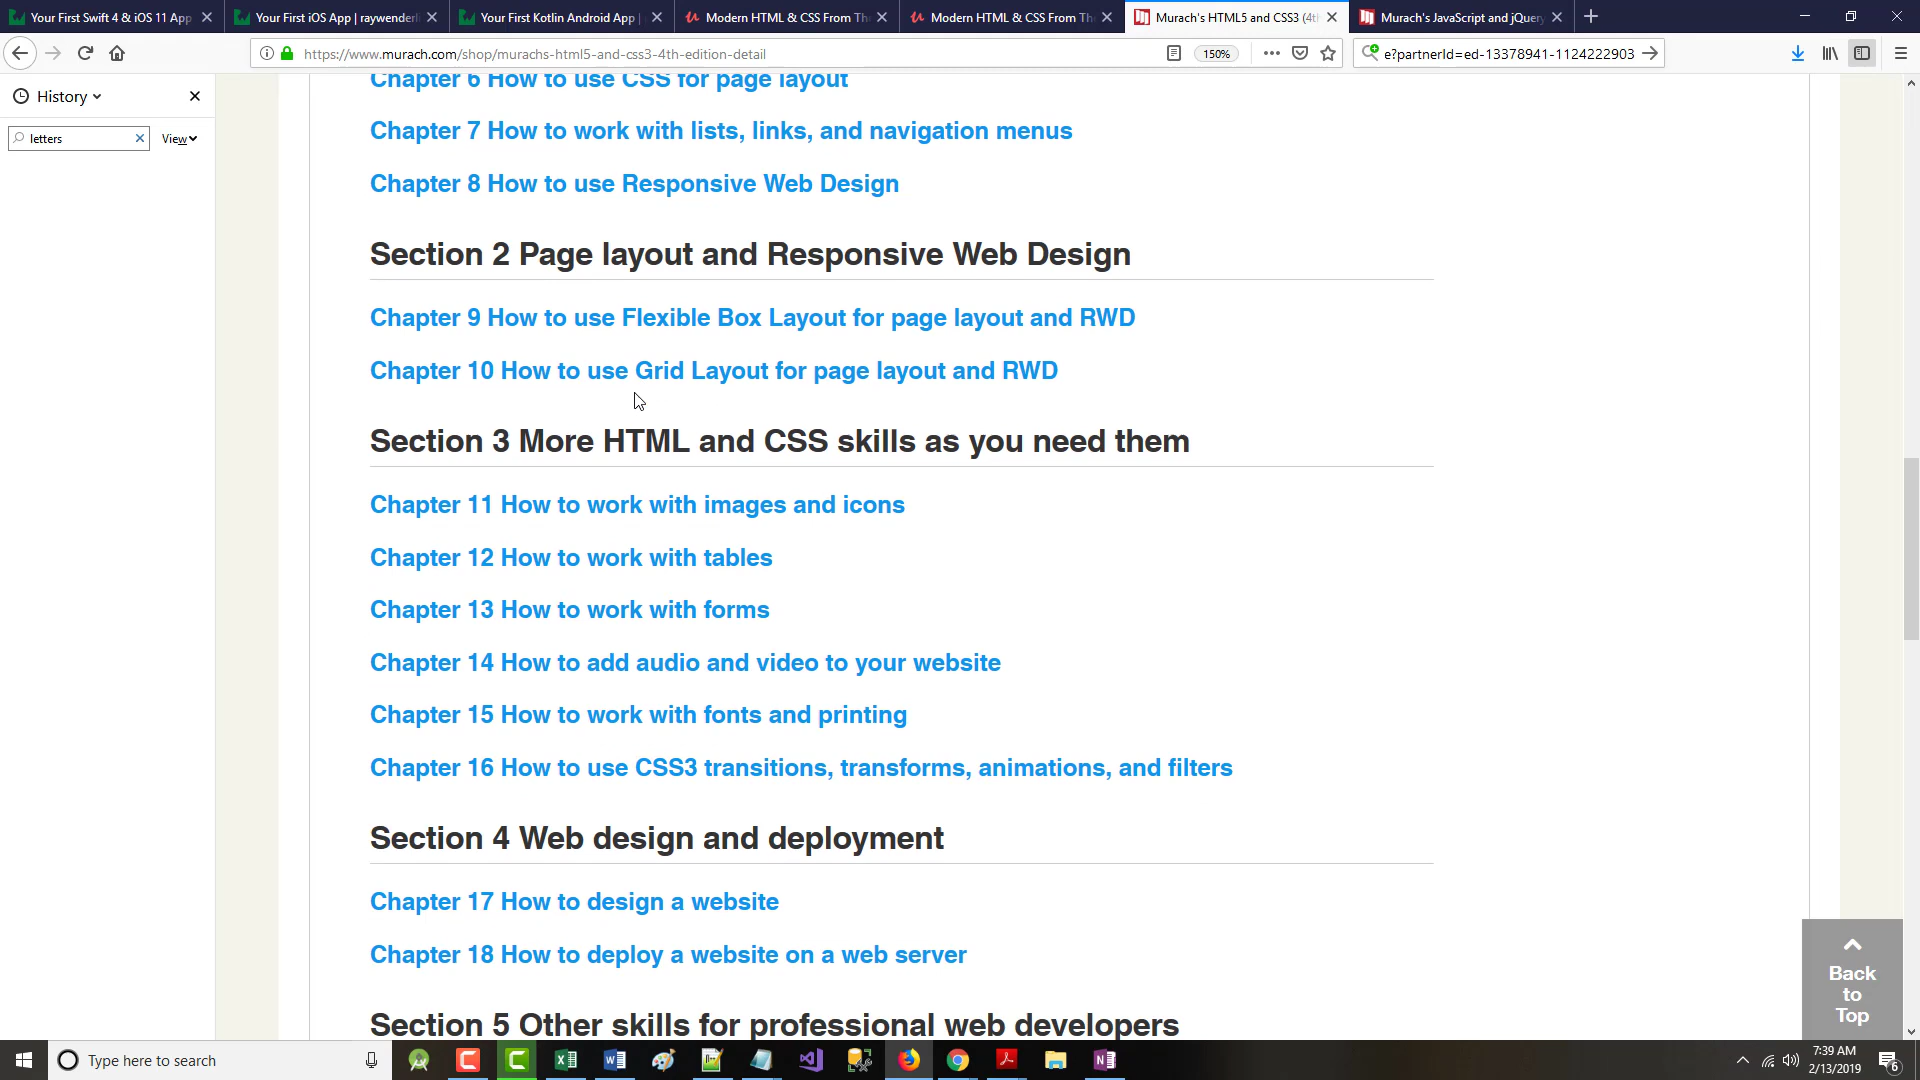 Your First Swift 4 & iOS 11 App
Your First iOS App | raywenderli
Your First Kotlin Android App |
Modern HTML & CSS From The
Modern HTML & CSS From The
Murach's HTML5 and CSS3 (4th
Murach's JavaScript and jQuery
https://www.murach.com/shop/murachs-html5-and-css3-4th-edition-detail
150%
e?partnerId=ed-13378941-1124222903
History
letters
View
Chapter 6 How to use CSS for page layout
Chapter 7 How to work with lists, links, and navigation menus
Chapter 8 How to use Responsive Web Design
Section 2 Page layout and Responsive Web Design
Chapter 9 How to use Flexible Box Layout for page layout and RWD
Chapter 10 How to use Grid Layout for page layout and RWD
Section 3 More HTML and CSS skills as you need them
Chapter 11 How to work with images and icons
Chapter 12 How to work with tables
Chapter 13 How to work with forms
Chapter 14 How to add audio and video to your website
Chapter 15 How to work with fonts and printing
Chapter 16 How to use CSS3 transitions, transforms, animations, and filters
Section 4 Web design and deployment
Chapter 17 How to design a website
Chapter 18 How to deploy a website on a web server
Section 5 Other skills for professional web developers
Back
to
Top
Type here to search
7:39 AM
2/13/2019
6